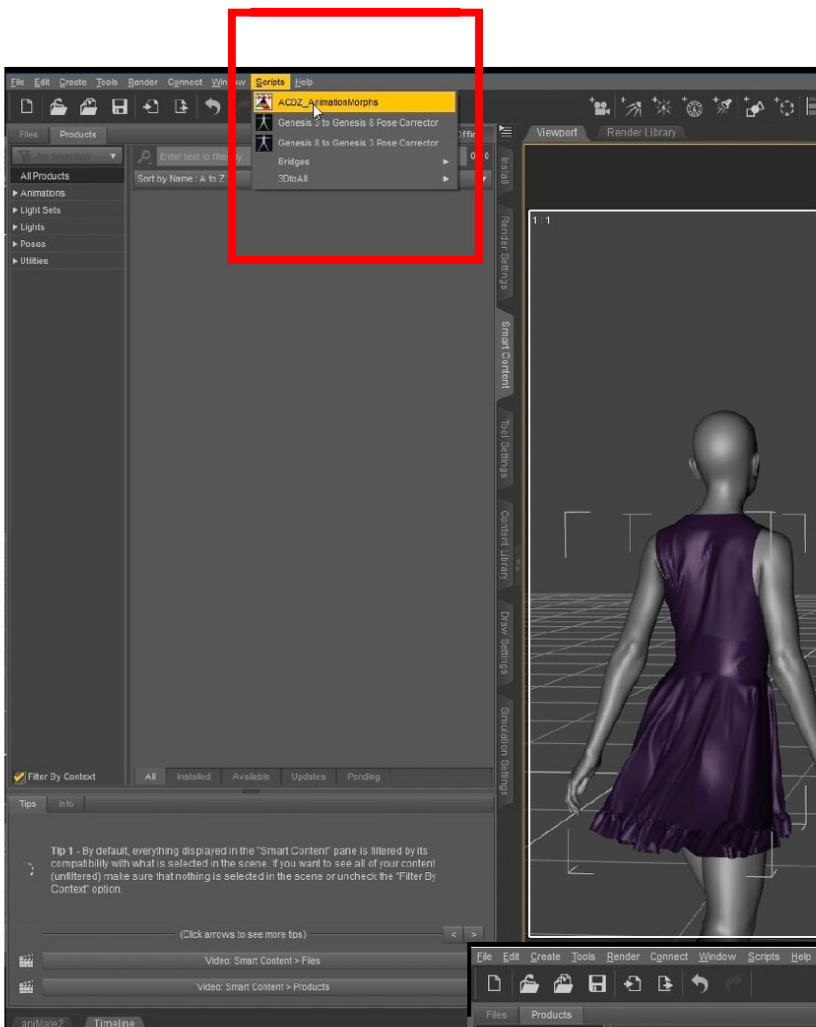 File Edit Create Tools Render Connect Window Scripts Help
ACDZ_AnimationMorphs
Genesis 3 to Genesis 8 Pose Corrector
Genesis 8 to Genesis 3 Pose Corrector
Bridges
3DtoAll
Files Products
No Selection
Enter text to filter by...
All Products
Sort by Name : A to Z
Animations
Light Sets
Lights
Poses
Utilities
Install
Render Settings
Smart Content
Tool Settings
Content Library
Draw Settings
Simulation Settings
Viewport Render Library
1 : 1
Filter By Context
All Installed Available Updates Pending
Tips Info
Tip 1 - By default, everything displayed in the "Smart Content" pane is filtered by its
compatibility with what is selected in the scene. If you want to see all of your content
(unfiltered) make sure that nothing is selected in the scene or uncheck the "Filter By
Context" option.
(Click arrows to see more tips)
< >
Video: Smart Content > Files
Video: Smart Content > Products
aniMate2 Timeline
File Edit Create Tools Render Connect Window Scripts Help
Files Products